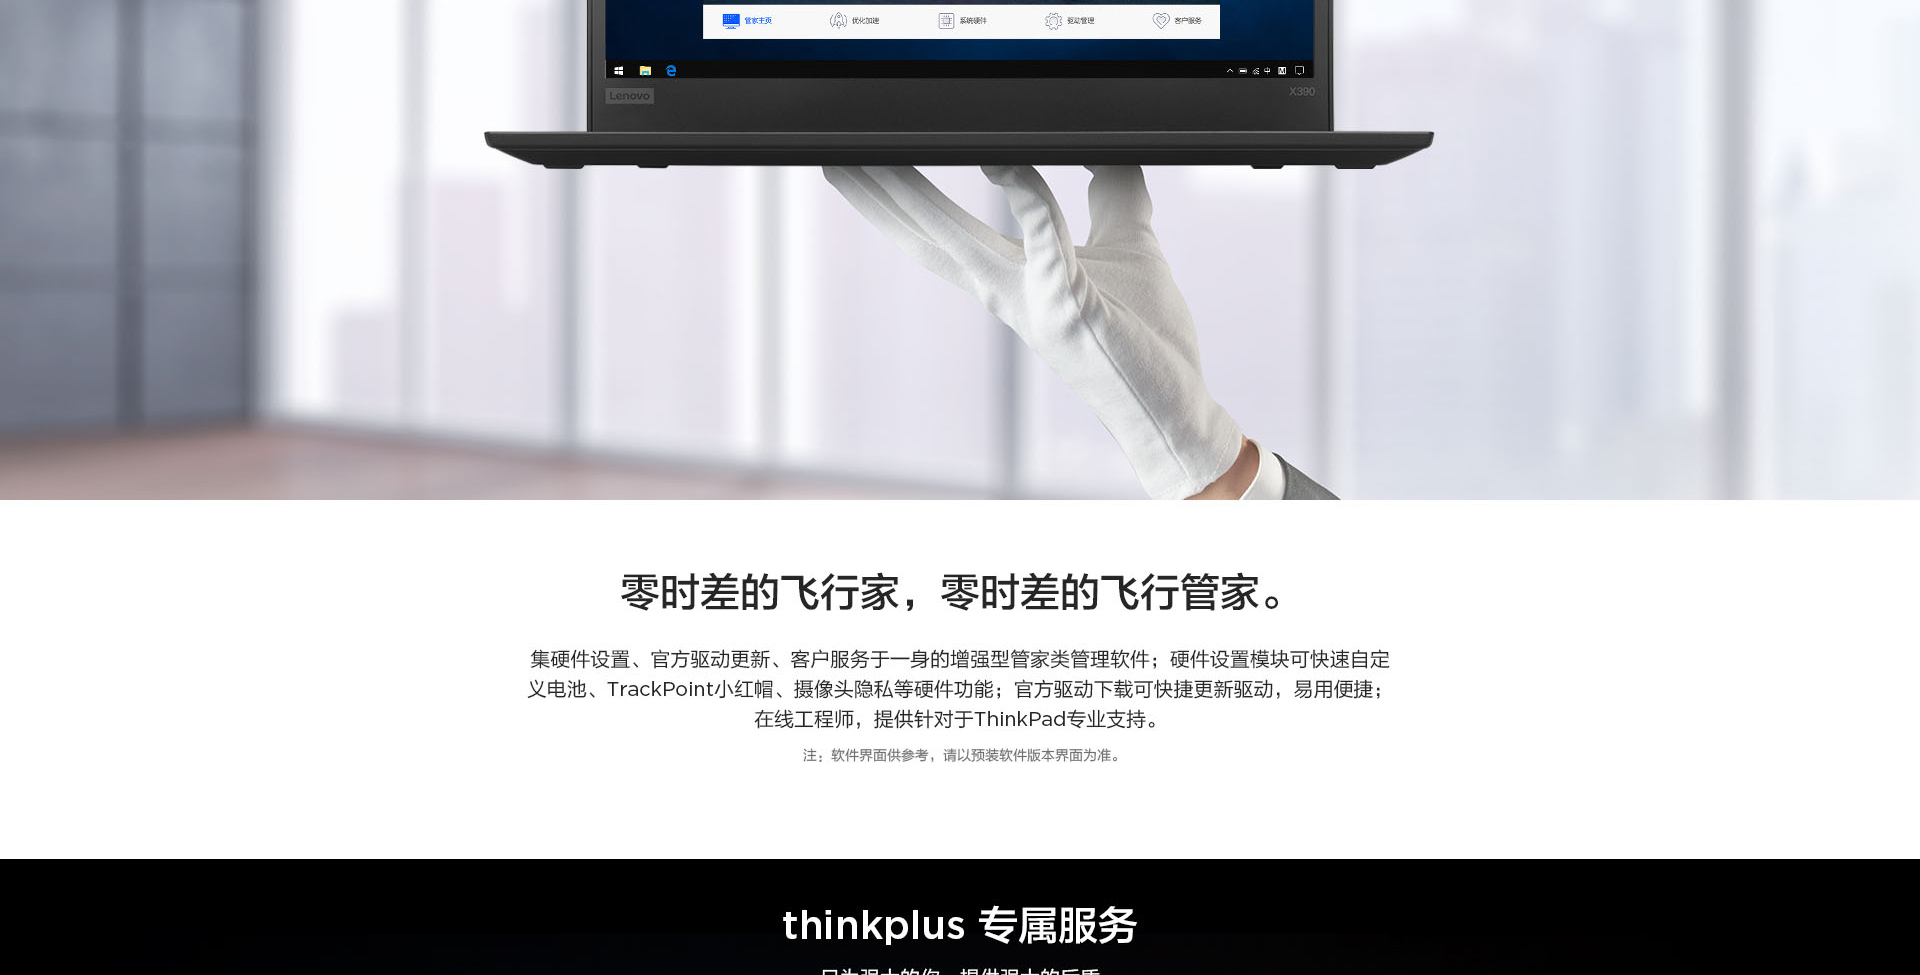 管家主页 优化加速 系统硬件 驱动管理 客户服务
Lenovo X390
零时差的飞行家，零时差的飞行管家。
集硬件设置、官方驱动更新、客户服务于一身的增强型管家类管理软件；硬件设置模块可快速自定
义电池、TrackPoint小红帽、摄像头隐私等硬件功能；官方驱动下载可快捷更新驱动，易用便捷；
在线工程师，提供针对于ThinkPad专业支持。
注：软件界面供参考，请以预装软件版本界面为准。
thinkplus 专属服务